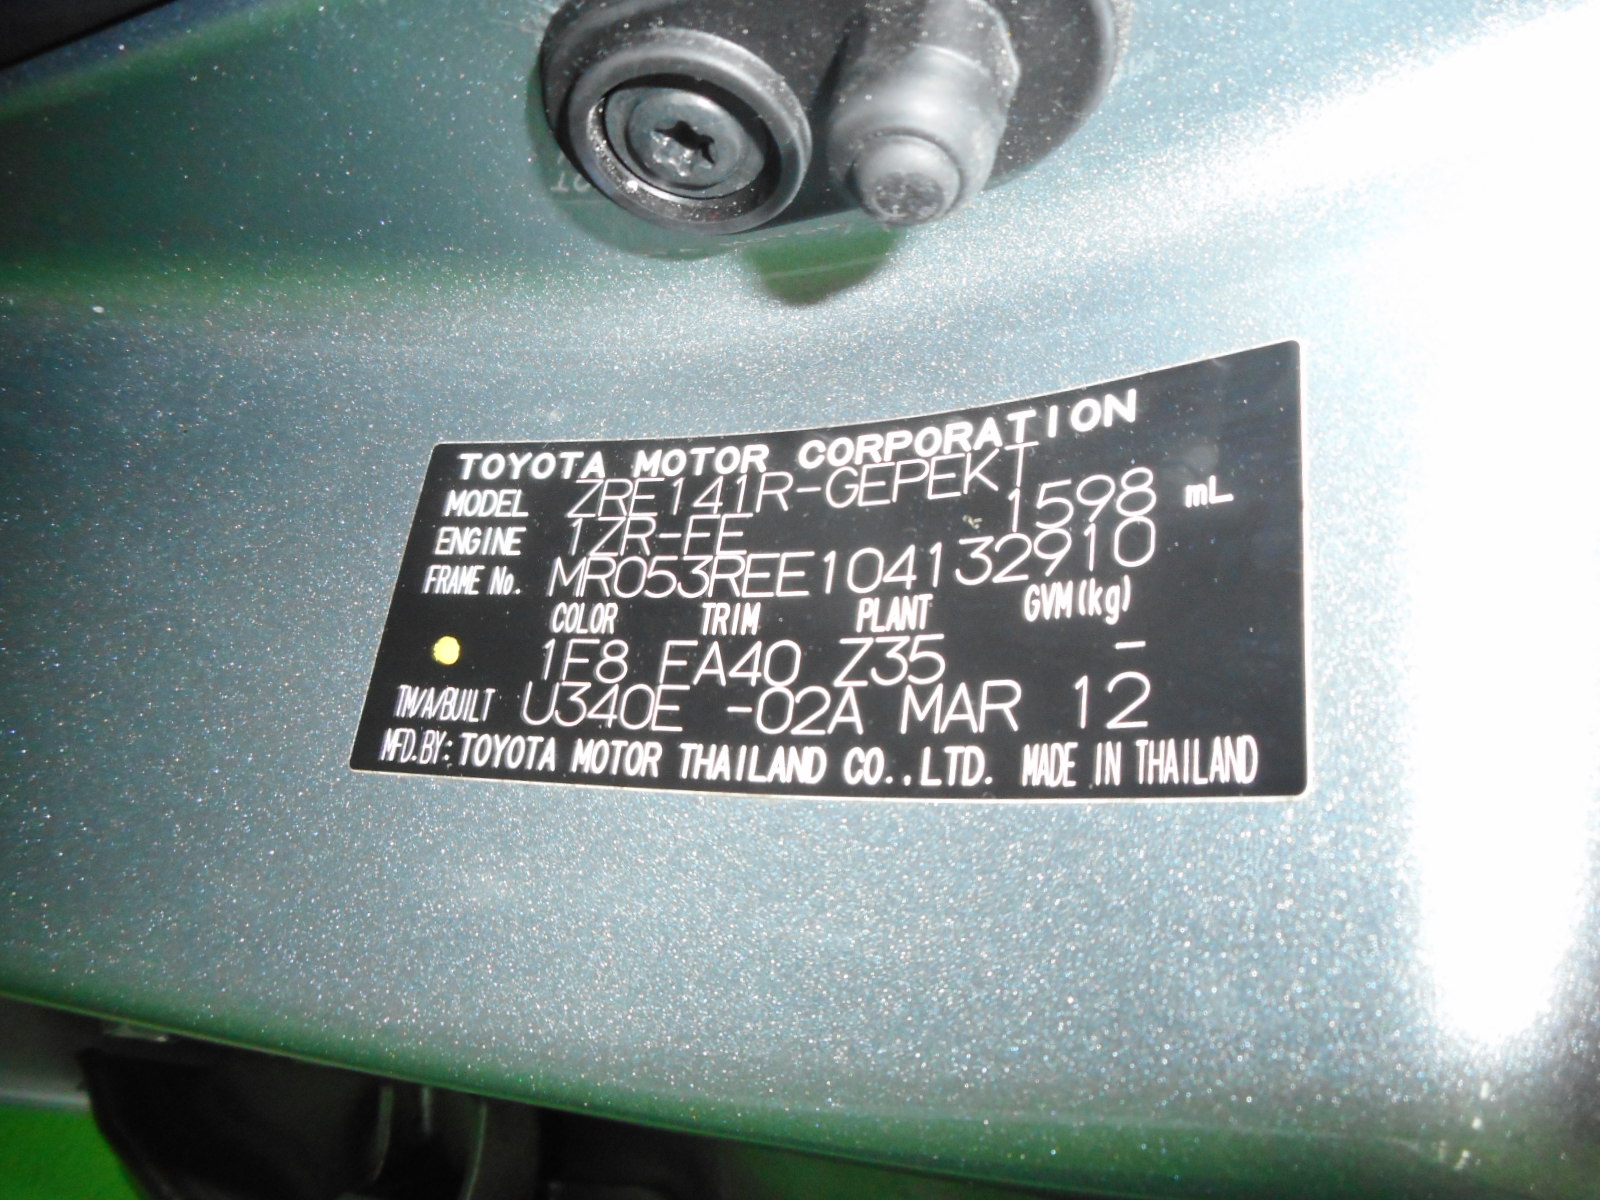 TOYOTA MOTOR CORPORATION
MODEL ZRE141R-GEPEKT
ENGINE 1ZR-FE 1598 mL
FRAME No. MR053REE104132910
COLOR TRIM PLANT GVM(kg)
1F8 FA40 Z35 -
TM/A/BUILT U340E -02A MAR 12
MFD.BY: TOYOTA MOTOR THAILAND CO.,LTD. MADE IN THAILAND